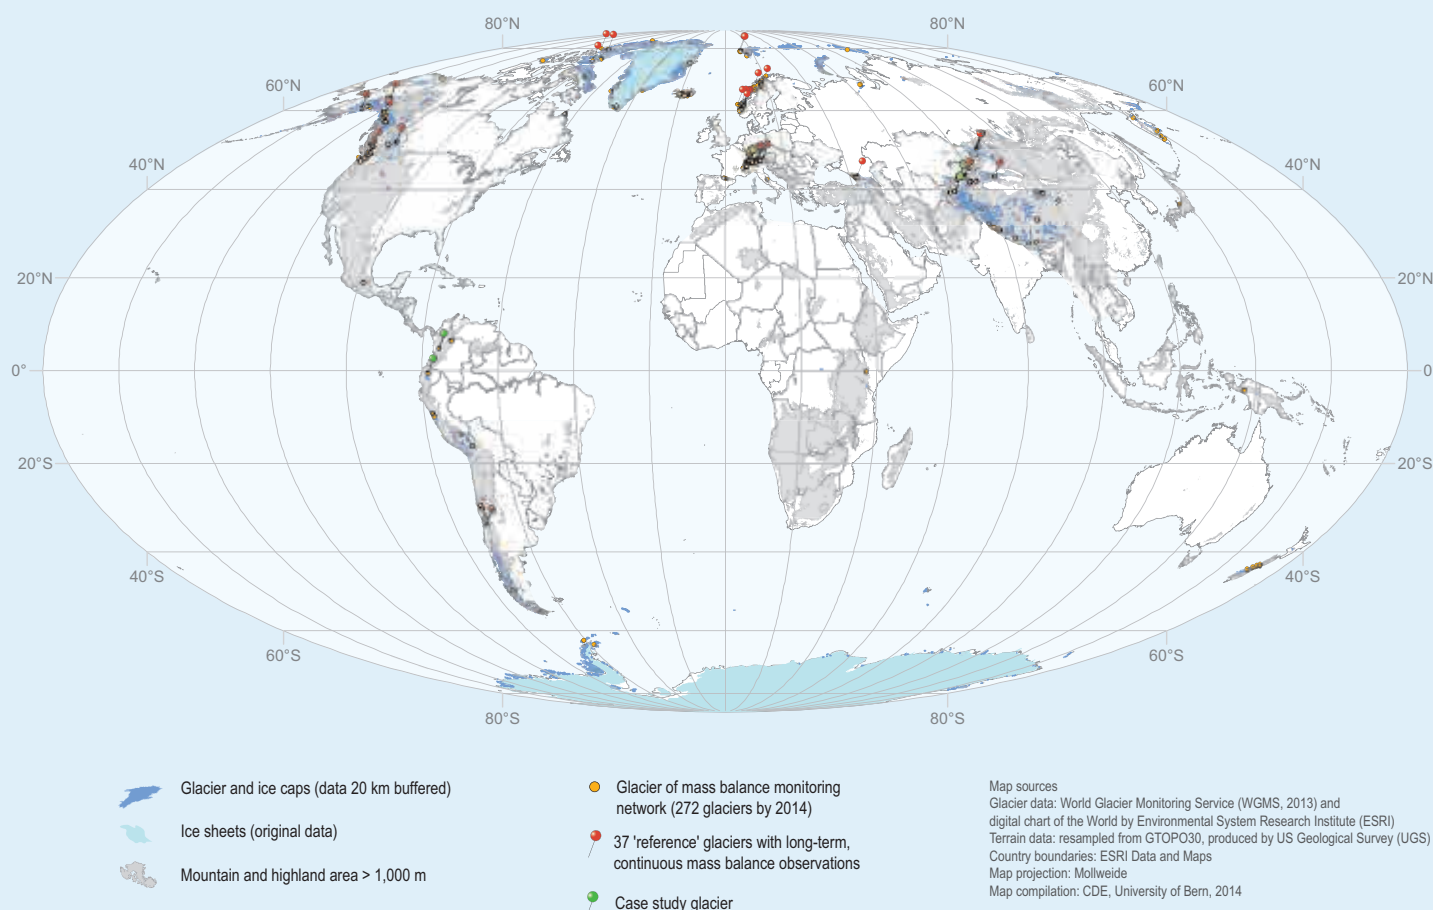 80°N
80°N
60°N
60°N
40°N
40°N
20°N
20°N
0°
0
20°S
20°S
40°S
40°S
60°S
60°S
80°S
80°S
Glacier and ice caps (data 20 km buffered)
Ice sheets (original data)
Mountain and highland area > 1,000 m
Glacier of mass balance monitoring
network (272 glaciers by 2014)
37 'reference' glaciers with long-term,
continuous mass balance observations
Case study glacier
Map sources
Glacier data: World Glacier Monitoring Service (WGMS, 2013) and
digital chart of the World by Environmental System Research Institute (ESRI)
Terrain data: resampled from GTOPO30, produced by US Geological Survey (UGS)
Country boundaries: ESRI Data and Maps
Map projection: Mollweide
Map compilation: CDE, University of Bern, 2014